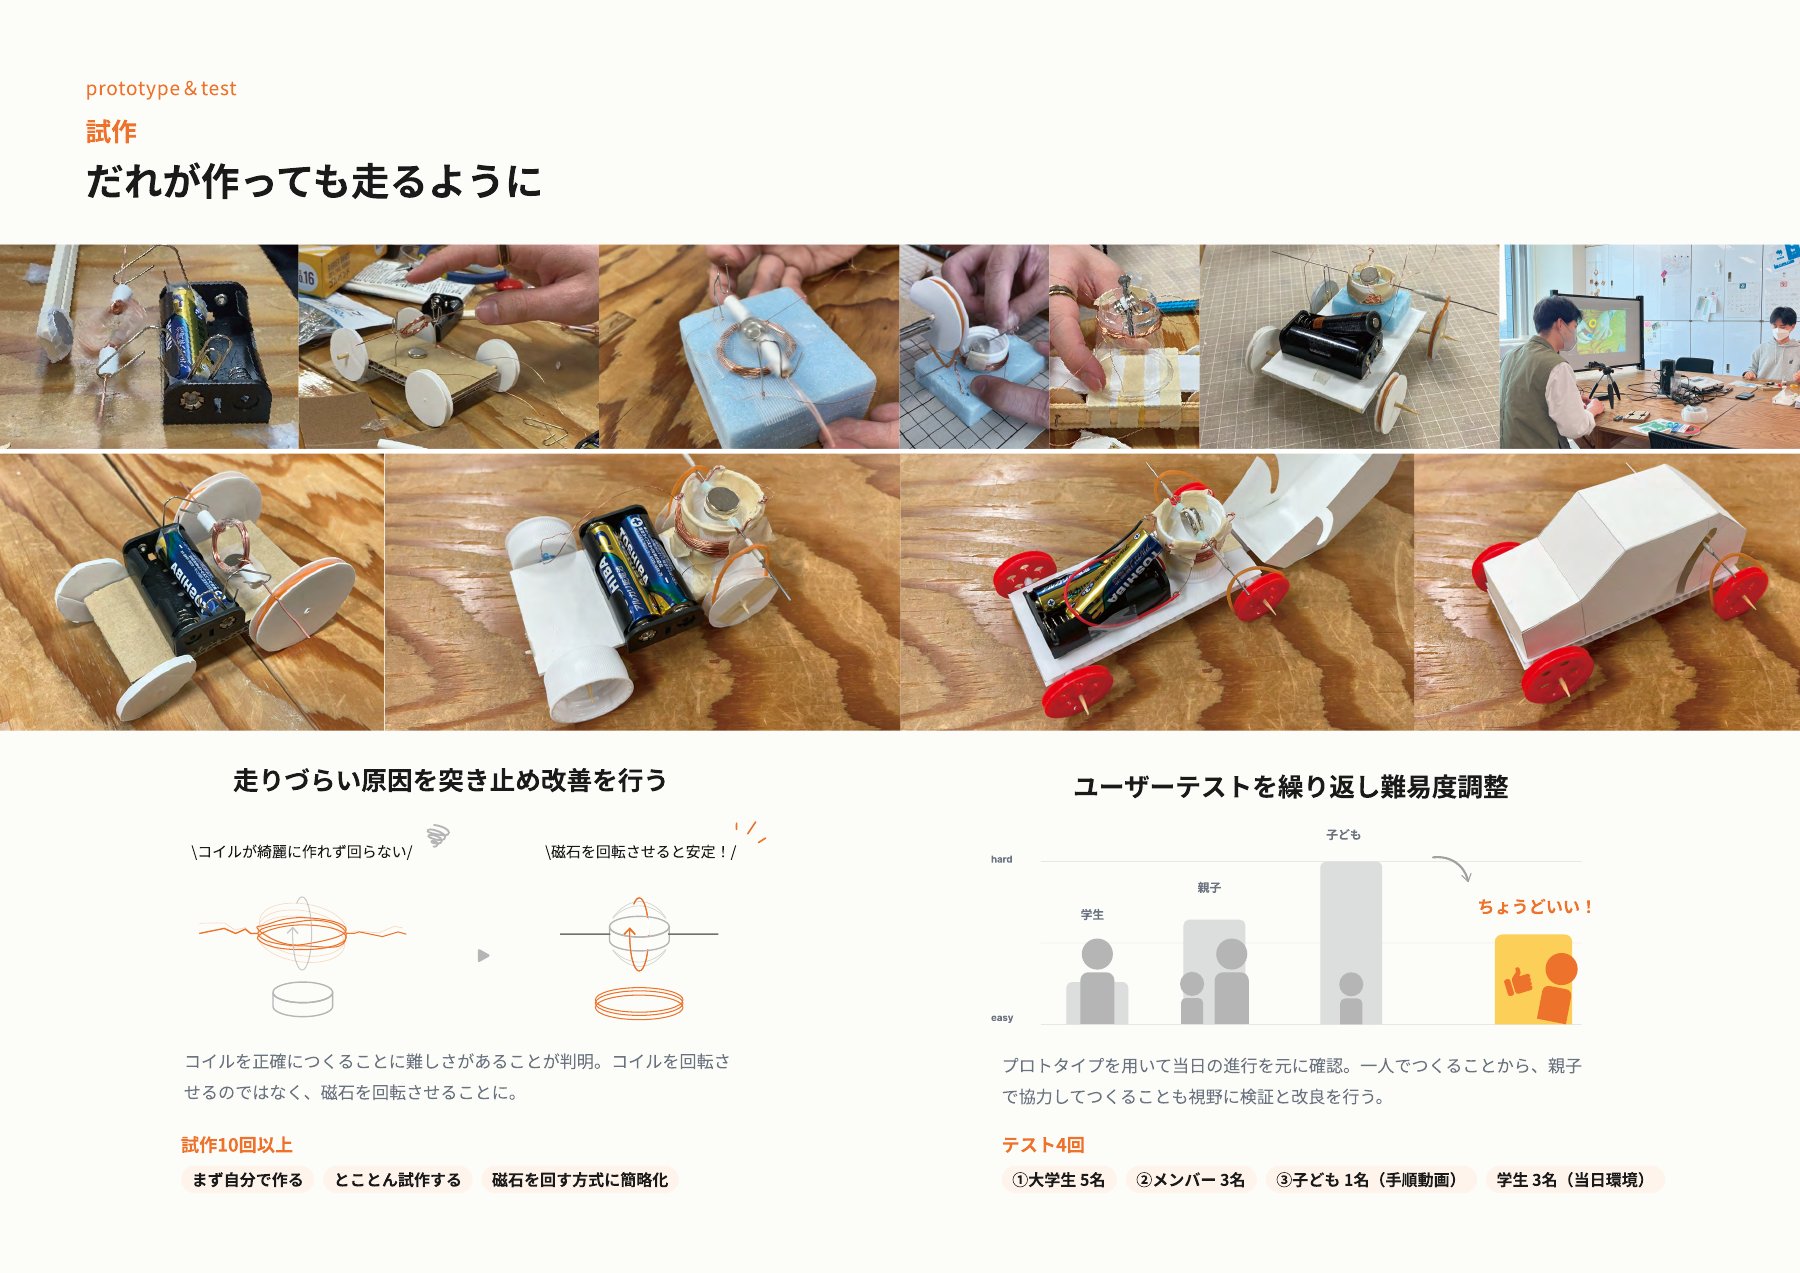 prototype & test
試作
だれが作っても走るように
走りづらい原因を突き止め改善を行う
\コイルが綺麗に作れず回らない/
\磁石を回転させると安定！/
コイルを正確につくることに難しさがあることが判明。コイルを回転さ
せるのではなく、磁石を回転させることに。
試作10回以上
まず自分で作る
とことん試作する
磁石を回す方式に簡略化
ユーザーテストを繰り返し難易度調整
hard
easy
学生
親子
子ども
ちょうどいい！
プロトタイプを用いて当日の進行を元に確認。一人でつくることから、親子
で協力してつくることも視野に検証と改良を行う。
テスト4回
①大学生 5名
②メンバー 3名
③子ども 1名（手順動画）
学生 3名（当日環境）
TOSHIBA